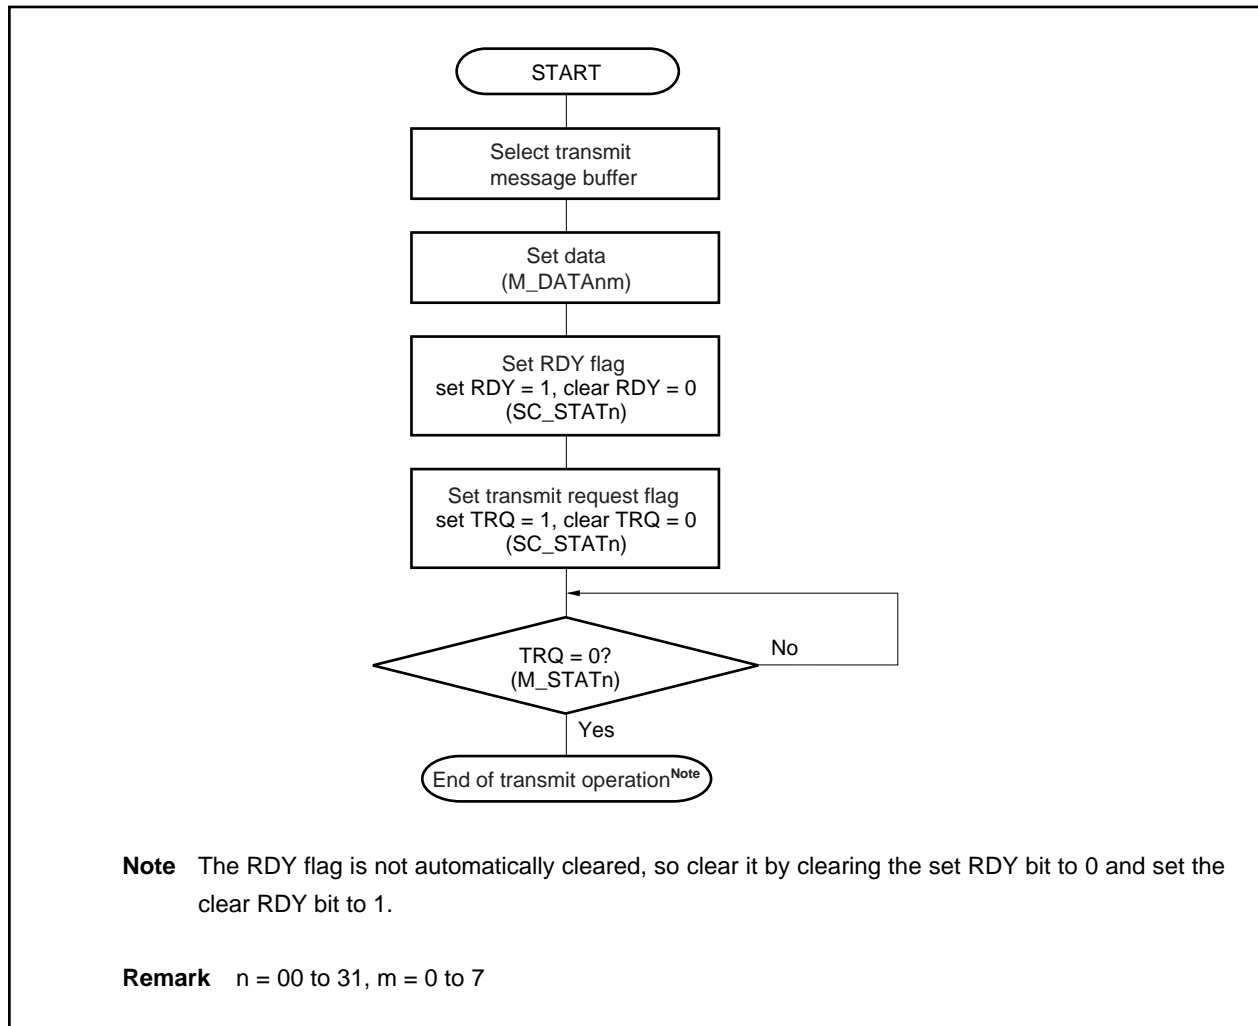 START
Select transmit
message buffer
Set data
(M_DATAnm)
Set RDY flag
set RDY = 1, clear RDY = 0
(SC_STATn)
Set transmit request flag
set TRQ = 1, clear TRQ = 0
(SC_STATn)
TRQ = 0?
(M_STATn)
No
Yes
End of transmit operationNote
Note The RDY flag is not automatically cleared, so clear it by clearing the set RDY bit to 0 and set the
clear RDY bit to 1.
Remark n = 00 to 31, m = 0 to 7